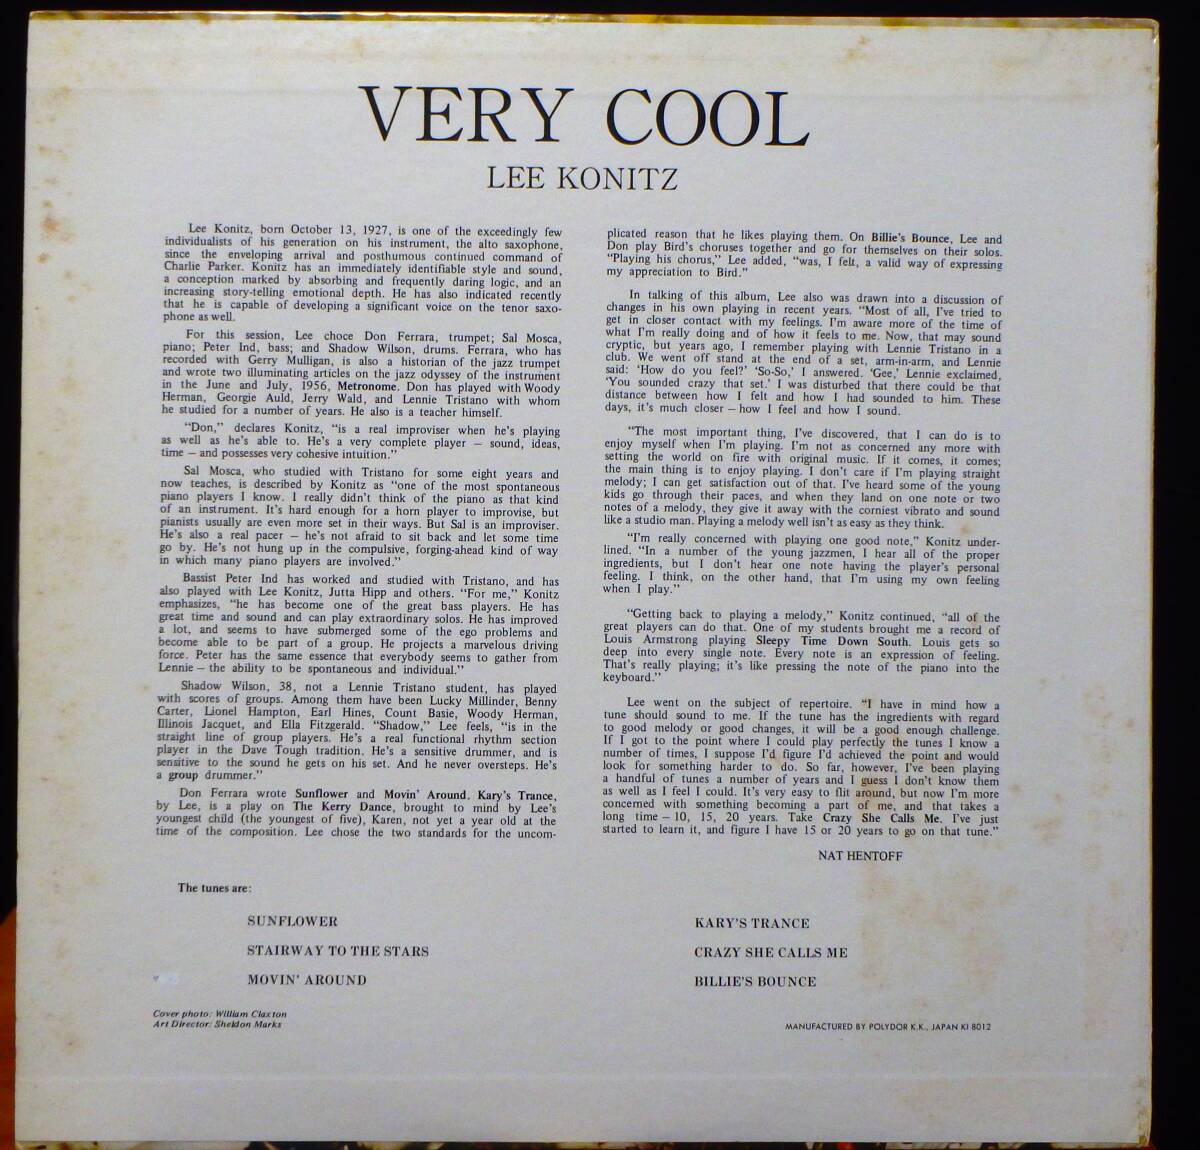 VERY COOL
LEE KONITZ
Lee Konitz, born October 13, 1927, is one of the exceedingly few
individualists of his generation on his instrument, the alto saxophone,
since the enveloping arrival and posthumous continued command of
Charlie Parker. Konitz has an immediately identifiable style and sound,
a conception marked by absorbing and frequently daring logic, and an
increasing story-telling emotional depth. He has also indicated recently
that he is capable of developing a significant voice on the tenor saxo-
phone as well.
For this session, Lee choce Don Ferrara, trumpet; Sal Mosca,
piano; Peter Ind, bass; and Shadow Wilson, drums. Ferrara, who has
recorded with Gerry Mulligan, is also a historian of the jazz trumpet
and wrote two illuminating articles on the jazz odyssey of the instrument
in the June and July, 1956, Metronome. Don has played with Woody
Herman, Georgie Auld, Jerry Wald, and Lennie Tristano with whom
he studied for a number of years. He also is a teacher himself.
“Don,” declares Konitz, “is a real improviser when he's playing
as well as he's able to. He's a very complete player — sound, ideas,
time — and possesses very cohesive intuition.”
Sal Mosca, who studied with Tristano for some eight years and
now teaches, is described by Konitz as “one of the most spontaneous
piano players I know. I really didn't think of the piano as that kind
of an instrument. It's hard enough for a horn player to improvise, but
pianists usually are even more set in their ways. But Sal is an improviser.
He's also a real pacer — he's not afraid to sit back and let some time
go by. He's not hung up in the compulsive, forging-ahead kind of way
in which many piano players are involved.”
Bassist Peter Ind has worked and studied with Tristano, and has
also played with Lee Konitz, Jutta Hipp and others. “For me,” Konitz
emphasizes, “he has become one of the great bass players. He has
great time and sound and can play extraordinary solos. He has improved
a lot, and seems to have submerged some of the ego problems and
become able to be part of a group. He projects a marvelous driving
force. Peter has the same essence that everybody seems to gather from
Lennie — the ability to be spontaneous and individual.”
Shadow Wilson, 38, not a Lennie Tristano student, has played
with scores of groups. Among them have been Lucky Millinder, Benny
Carter, Lionel Hampton, Earl Hines, Count Basie, Woody Herman,
Illinois Jacquet, and Ella Fitzgerald. “Shadow,” Lee feels, “is in the
straight line of group players. He's a real functional rhythm section
player in the Dave Tough tradition. He's a sensitive drummer, and is
sensitive to the sound he gets on his set. And he never oversteps. He's
a group drummer.”
Don Ferrara wrote Sunflower and Movin' Around. Kary's Trance,
by Lee, is a play on The Kerry Dance, brought to mind by Lee's
youngest child (the youngest of five), Karen, not yet a year old at the
time of the composition. Lee chose the two standards for the uncom-
plicated reason that he likes playing them. On Billie's Bounce, Lee and
Don play Bird's choruses together and go for themselves on their solos.
“Playing his chorus,” Lee added, “was, I felt, a valid way of expressing
my appreciation to Bird.”
In talking of this album, Lee also was drawn into a discussion of
changes in his own playing in recent years. “Most of all, I've tried to
get in closer contact with my feelings. I'm aware more of the time of
what I'm really doing and of how it feels to me. Now, that may sound
cryptic, but years ago, I remember playing with Lennie Tristano in a
club. We went off stand at the end of a set, arm-in-arm, and Lennie
said: ‘How do you feel?’ ‘So-So,’ I answered. ‘Gee,’ Lennie exclaimed,
‘You sounded crazy that set.’ I was disturbed that there could be that
distance between how I felt and how I had sounded to him. These
days, it's much closer — how I feel and how I sound.
“The most important thing, I've discovered, that I can do is to
enjoy myself when I'm playing. I'm not as concerned any more with
setting the world on fire with original music. If it comes, it comes;
the main thing is to enjoy playing. I don't care if I'm playing straight
melody; I can get satisfaction out of that. I've heard some of the young
kids go through their paces, and when they land on one note or two
notes of a melody, they give it away with the corniest vibrato and sound
like a studio man. Playing a melody well isn't as easy as they think.
“I'm really concerned with playing one good note,” Konitz under-
lined. “In a number of the young jazzmen, I hear all of the proper
ingredients, but I don't hear one note having the player's personal
feeling. I think, on the other hand, that I'm using my own feeling
when I play.”
“Getting back to playing a melody,” Konitz continued, “all of the
great players can do that. One of my students brought me a record of
Louis Armstrong playing Sleepy Time Down South. Louis gets so
deep into every single note. Every note is an expression of feeling.
That's really playing; it's like pressing the note of the piano into the
keyboard.”
Lee went on the subject of repertoire. “I have in mind how a
tune should sound to me. If the tune has the ingredients with regard
to good melody or good changes, it will be a good enough challenge.
If I got to the point where I could play perfectly the tunes I know a
number of times, I suppose I'd figure I'd achieved the point and would
look for something harder to do. So far, however, I've been playing
a handful of tunes a number of years and I guess I don't know them
as well as I feel I could. It's very easy to flit around, but now I'm more
concerned with something becoming a part of me, and that takes a
long time — 10, 15, 20 years. Take Crazy She Calls Me. I've just
started to learn it, and figure I have 15 or 20 years to go on that tune.”
NAT HENTOFF
The tunes are:
SUNFLOWER
STAIRWAY TO THE STARS
MOVIN' AROUND
KARY'S TRANCE
CRAZY SHE CALLS ME
BILLIE'S BOUNCE
Cover photo: William Claxton
Art Director: Sheldon Marks
MANUFACTURED BY POLYDOR K.K., JAPAN KI 8012